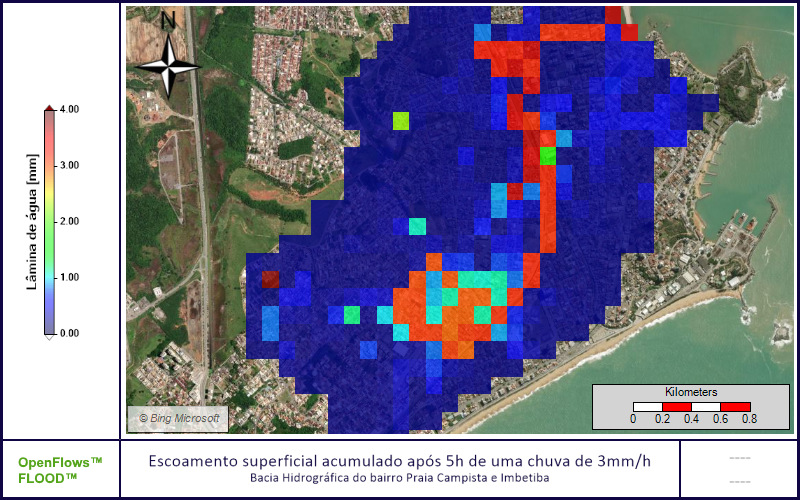 N
4.00
3.00
2.00
1.00
0.00
Lâmina de água [mm]
© Bing Microsoft
Kilometers
0 0.2 0.4 0.6 0.8
OpenFlows™
FLOOD™
Escoamento superficial acumulado após 5h de uma chuva de 3mm/h
Bacia Hidrográfica do bairro Praia Campista e Imbetiba
----
----